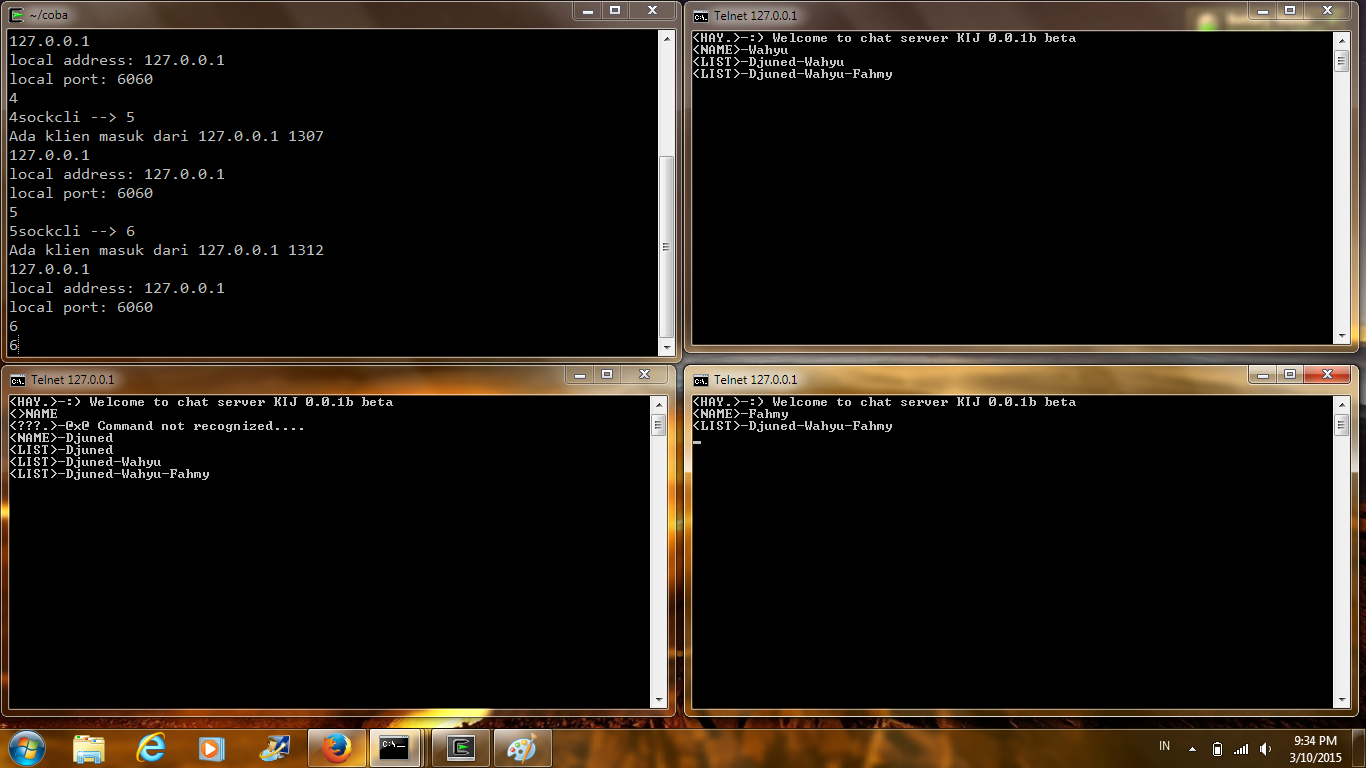 ~/coba
127.0.0.1
local address: 127.0.0.1
local port: 6060
4
4sockcli --> 5
Ada klien masuk dari 127.0.0.1 1307
127.0.0.1
local address: 127.0.0.1
local port: 6060
5
5sockcli --> 6
Ada klien masuk dari 127.0.0.1 1312
127.0.0.1
local address: 127.0.0.1
local port: 6060
6
6
Telnet 127.0.0.1
<HAY.>-:) Welcome to chat server KIJ 0.0.1b beta
<NAME>-Wahyu
<LIST>-Djuned-Wahyu
<LIST>-Djuned-Wahyu-Fahmy
Telnet 127.0.0.1
<HAY.>-:) Welcome to chat server KIJ 0.0.1b beta
<>NAME
<???.>-@x@ Command not recognized....
<NAME>-Djuned
<LIST>-Djuned
<LIST>-Djuned-Wahyu
<LIST>-Djuned-Wahyu-Fahmy
Telnet 127.0.0.1
<HAY.>-:) Welcome to chat server KIJ 0.0.1b beta
<NAME>-Fahmy
<LIST>-Djuned-Wahyu-Fahmy
IN
9:34 PM
3/10/2015